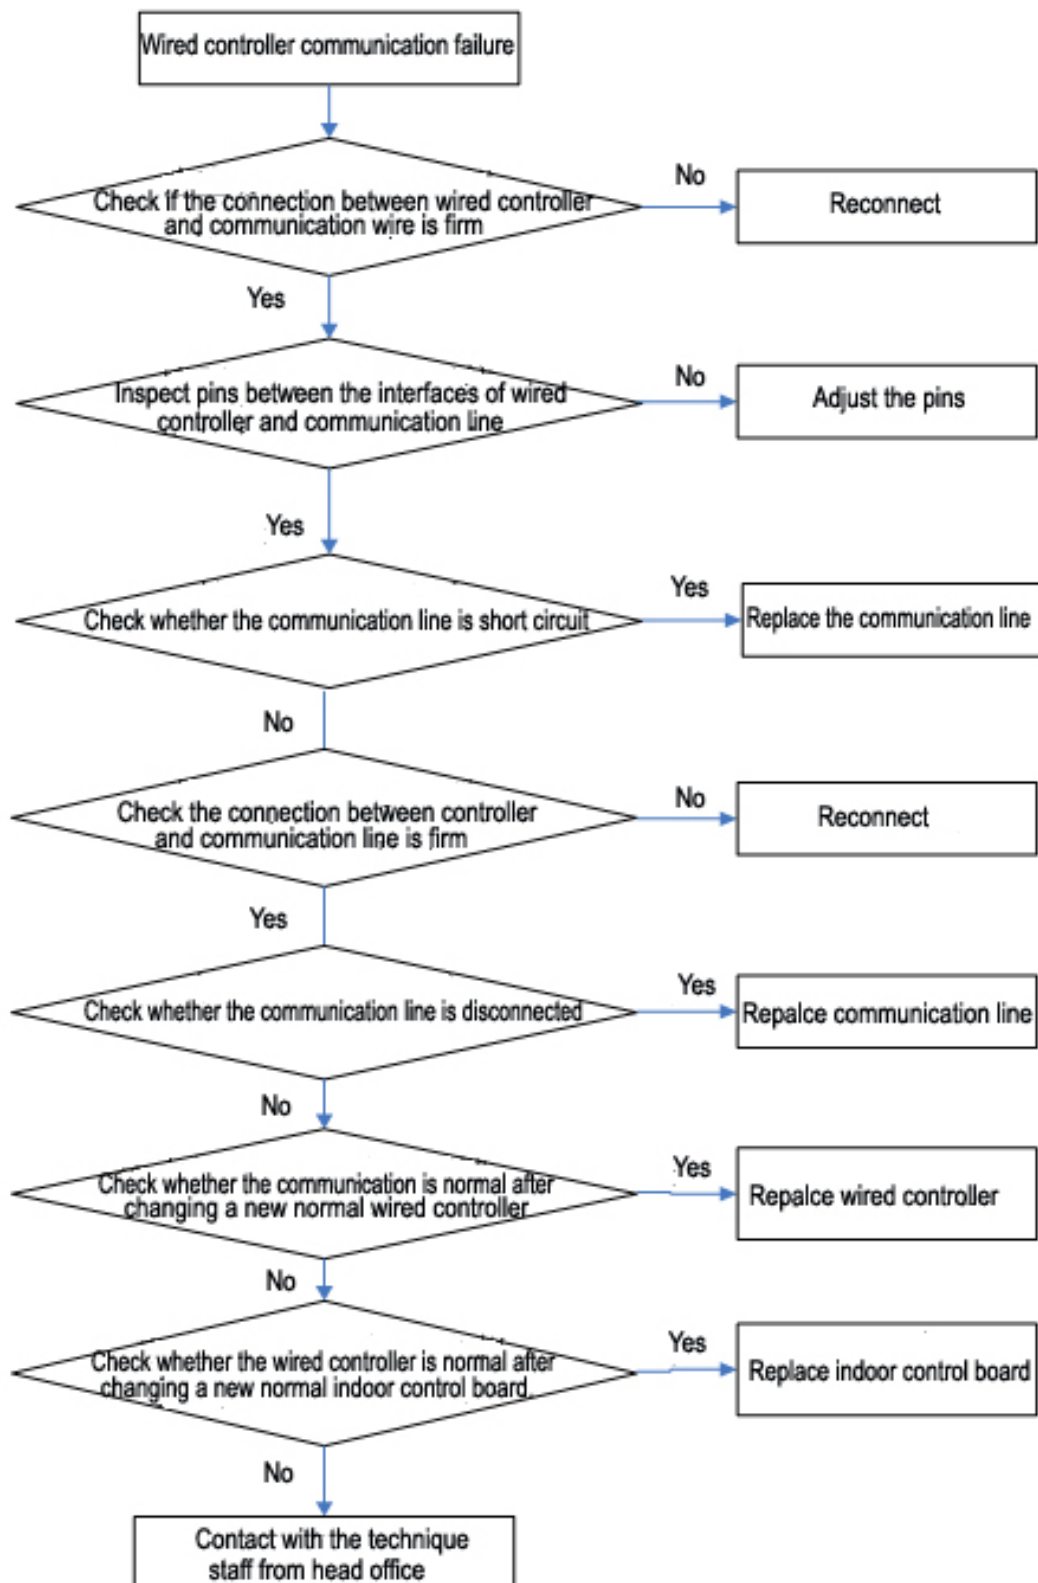 Wired controller communication failure
Check if the connection between wired controller
and communication wire is firm
No
Reconnect
Yes
Inspect pins between the interfaces of wired
controller and communication line
No
Adjust the pins
Yes
Check whether the communication line is short circuit
Yes
Replace the communication line
No
Check the connection between controller
and communication line is firm
No
Reconnect
Yes
Check whether the communication line is disconnected
Yes
Repalce communication line
No
Check whether the communication is normal after
changing a new normal wired controller
Yes
Repalce wired controller
No
Check whether the wired controller is normal after
changing a new normal indoor control board.
Yes
Replace indoor control board
No
Contact with the technique
staff from head office